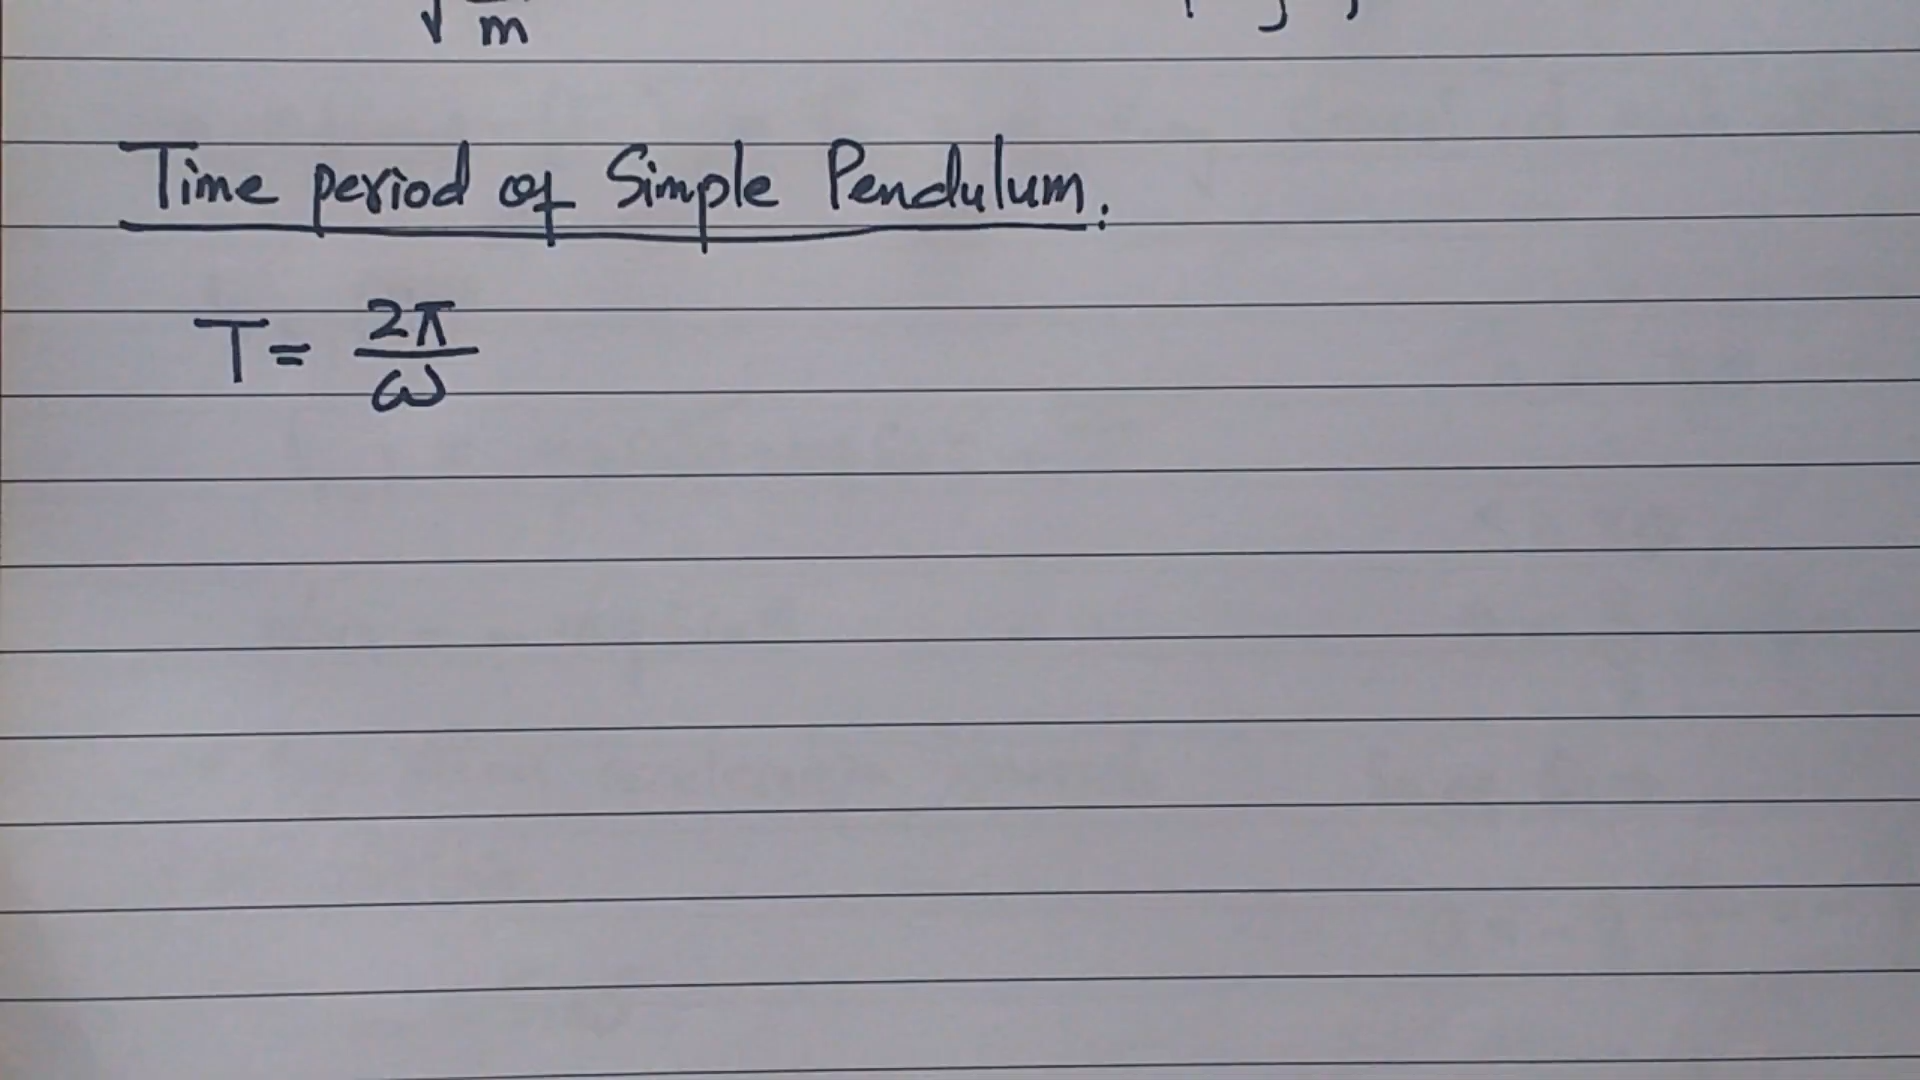 √ m
Time period of Simple Pendulum.
T = 2π/ω